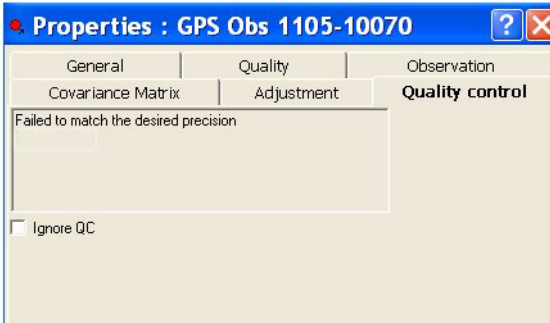 Properties : GPS Obs 1105-10070
General Quality Observation
Covariance Matrix Adjustment Quality control
Failed to match the desired precision
Ignore QC